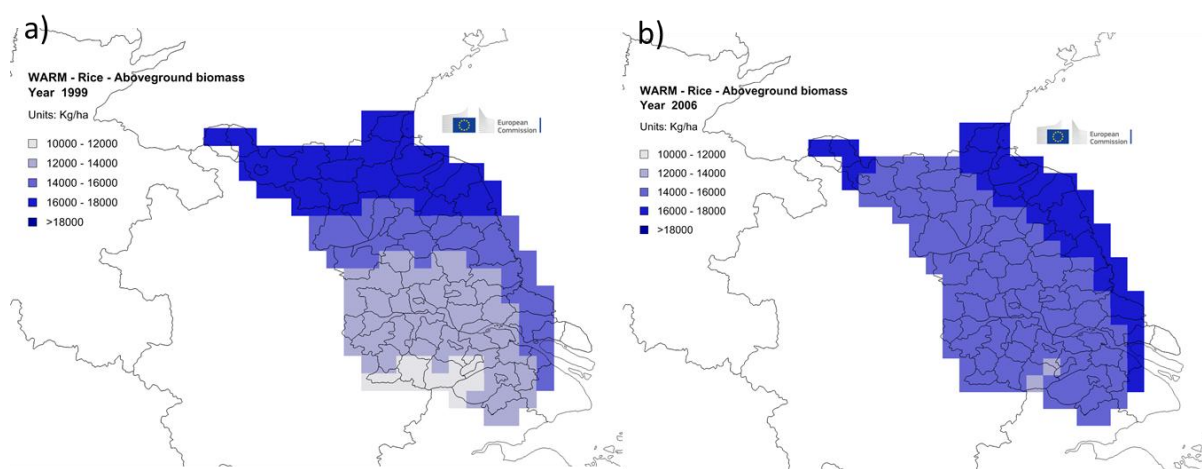 a)
WARM - Rice - Aboveground biomass
Year 1999
Units: Kg/ha
10000 - 12000
12000 - 14000
14000 - 16000
16000 - 18000
>18000
European
Commission
b)
WARM - Rice - Aboveground biomass
Year 2006
Units: Kg/ha
10000 - 12000
12000 - 14000
14000 - 16000
16000 - 18000
>18000
European
Commission